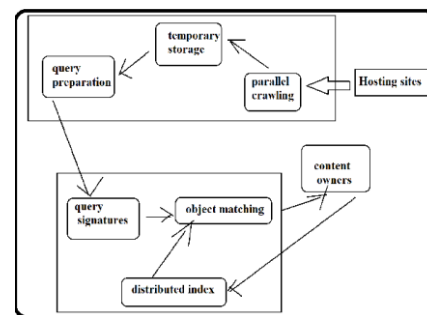 temporary
storage
query
preparation
parallel
crawling
Hosting sites
content
owners
query
signatures
object matching
distributed index